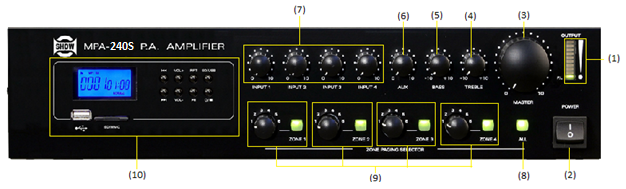 (7)
(6)
(5)
(4)
(3)
SHOW
MPA-240S P.A. AMPLIFIER
OUTPUT
(1)
INPUT 1
INPUT 2
INPUT 3
INPUT 4
AUX
BASS
TREBLE
MASTER
POWER
ZONE 1
ZONE 2
ZONE 3
ZONE 4
ALL
ZONE PAGING SELECTOR
(10)
(9)
(8)
(2)